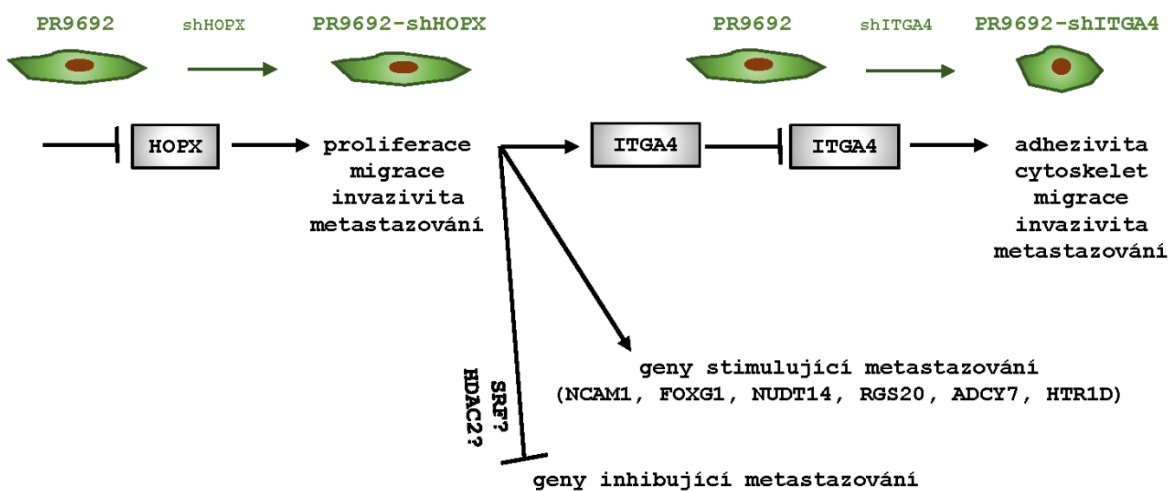 PR9692 shHOPX PR9692-shHOPX PR9692 shITGA4 PR9692-shITGA4
HOPX
proliferace
migrace
invazivita
metastazování
ITGA4
ITGA4
adhezivita
cytoskelet
migrace
invazivita
metastazování
geny stimulující metastazování
(NCAM1, FOXG1, NUDT14, RGS20, ADCY7, HTR1D)
SRF?
HDAC2?
geny inhibující metastazování